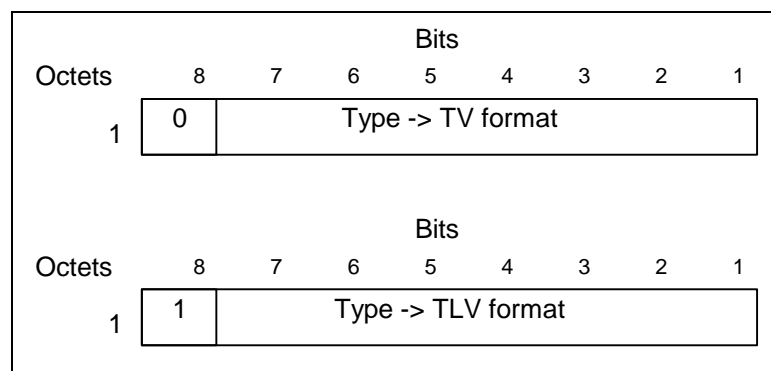 Bits
Octets 8 7 6 5 4 3 2 1
1 0 Type -> TV format
Bits
Octets 8 7 6 5 4 3 2 1
1 1 Type -> TLV format